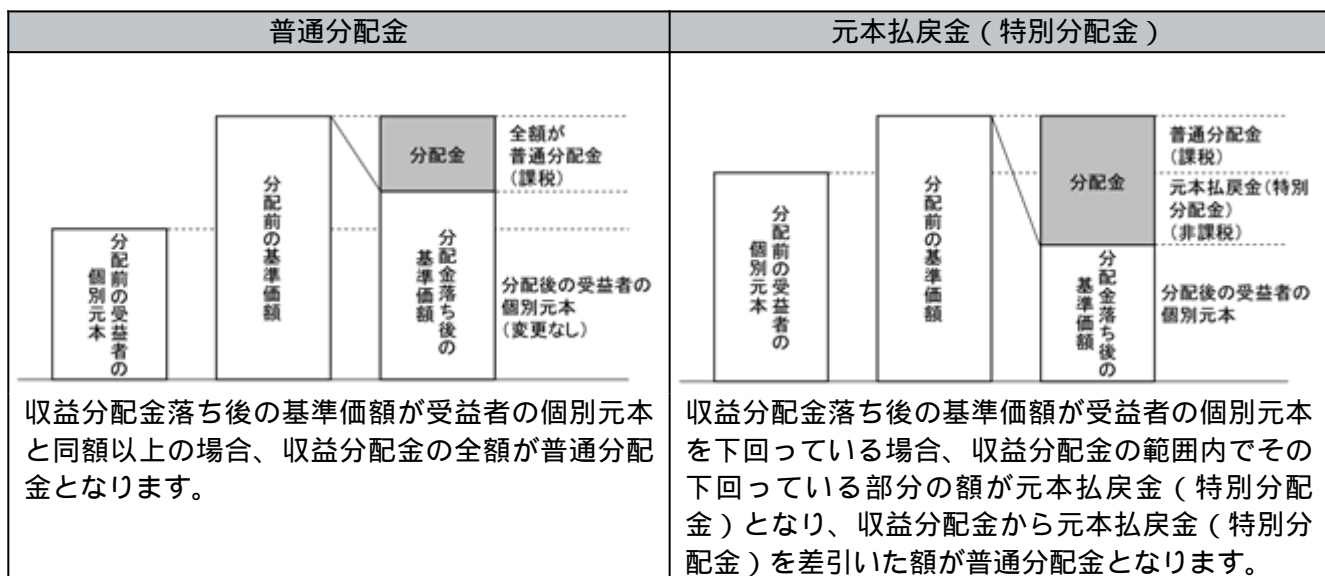 普通分配金
分配前の受益者の
個別元本
分配前の基準価額
分配金
分配金落ち後の
基準価額
全額が
普通分配金
(課税)
分配後の受益者の
個別元本
(変更なし)
収益分配金落ち後の基準価額が受益者の個別元本
と同額以上の場合、収益分配金の全額が普通分配
金となります。
元本払戻金(特別分配金)
分配前の受益者の
個別元本
分配前の基準価額
分配金
分配金落ち後の
基準価額
普通分配金
(課税)
元本払戻金(特別
分配金)
(非課税)
分配後の受益者の
個別元本
収益分配金落ち後の基準価額が受益者の個別元本
を下回っている場合、収益分配金の範囲内でその
下回っている部分の額が元本払戻金(特別分配
金)となり、収益分配金から元本払戻金(特別分
配金)を差引いた額が普通分配金となります。